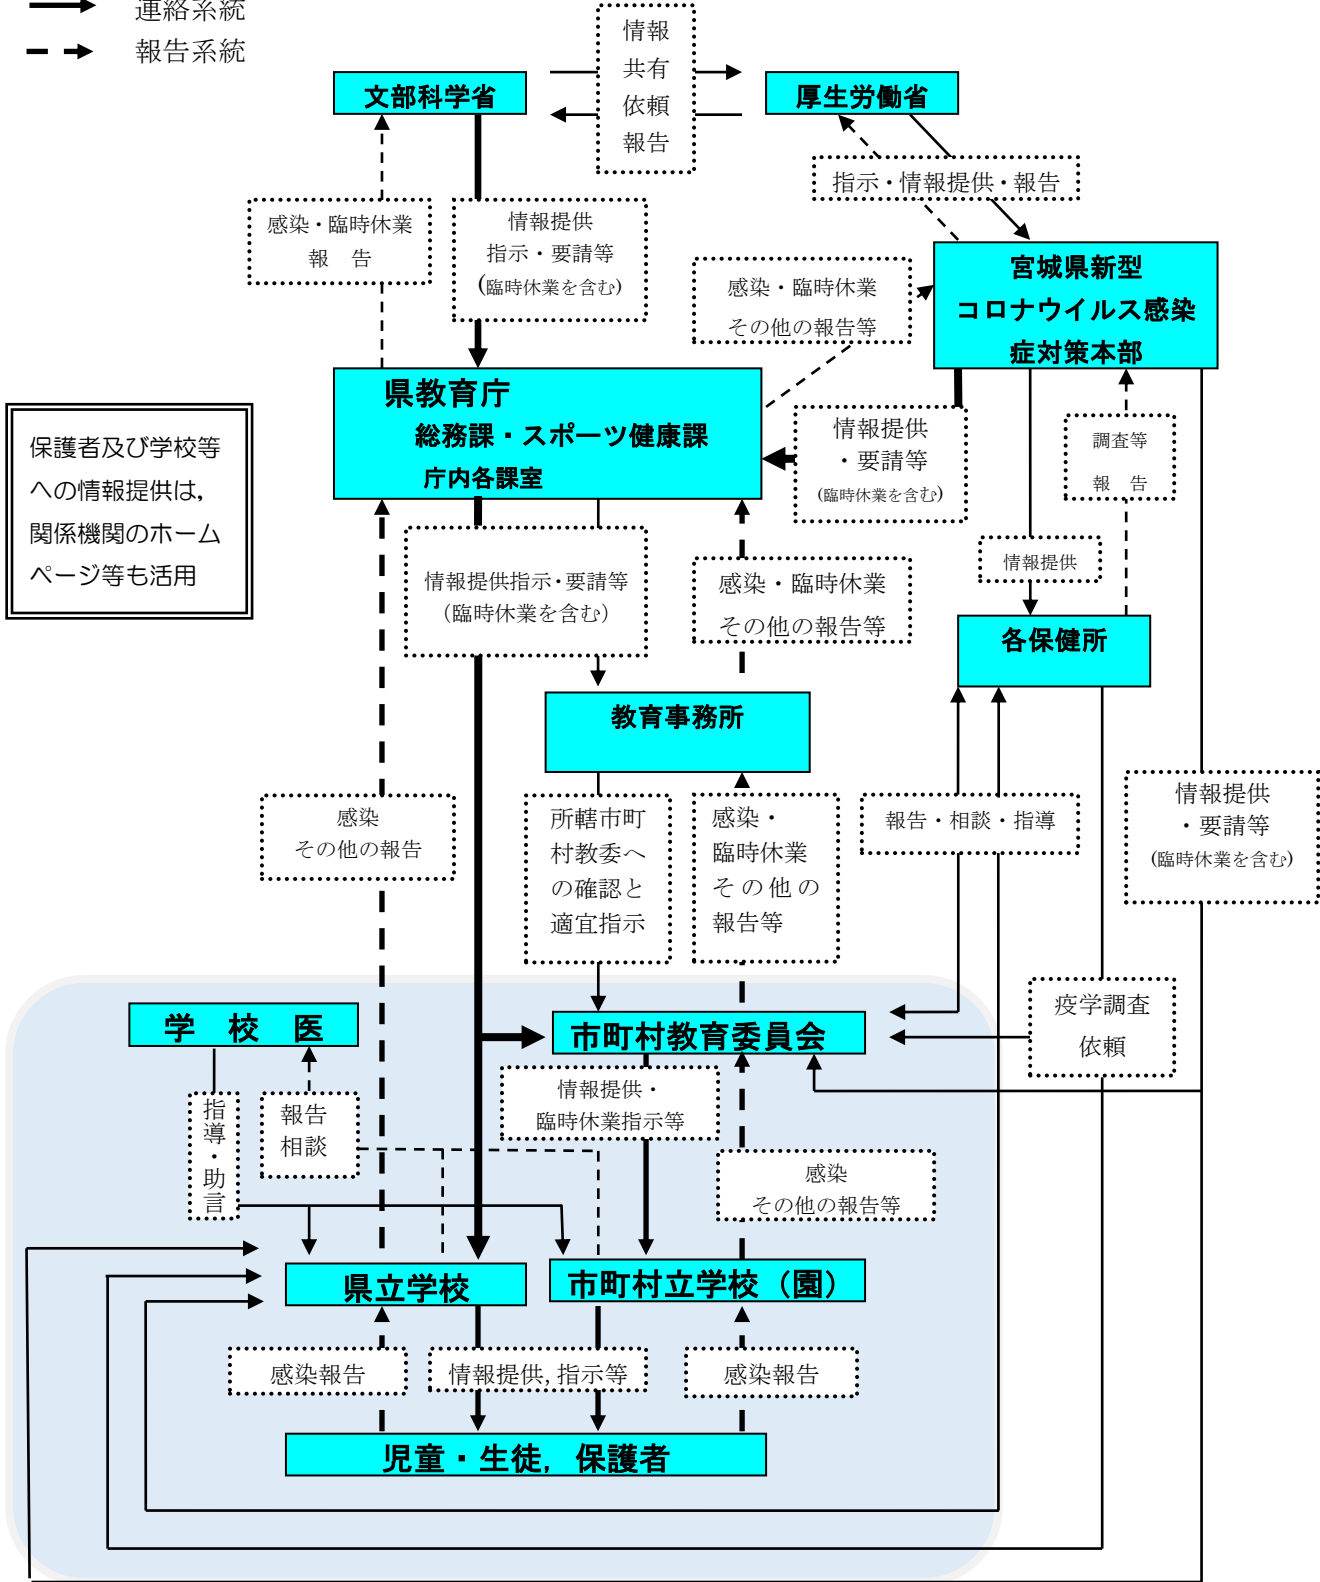 連絡系統
報告系統
情報
共有
依頼
報告
文部科学省
厚生労働省
指示・情報提供・報告
感染・臨時休業
報　告
情報提供
指示・要請等
(臨時休業を含む)
宮城県新型
コロナウイルス感染
症対策本部
感染・臨時休業
その他の報告等
県教育庁
総務課・スポーツ健康課
庁内各課室
情報提供
・要請等
(臨時休業を含む)
調査等
報　告
保護者及び学校等
への情報提供は,
関係機関のホーム
ページ等も活用
情報提供指示・要請等
（臨時休業を含む）
感染・臨時休業
その他の報告等
情報提供
各保健所
教育事務所
感染
その他の報告
所轄市町
村教委へ
の確認と
適宜指示
感染・
臨時休業
その他の
報告等
報告・相談・指導
情報提供
・要請等
(臨時休業を含む)
疫学調査
依頼
学　校　医
市町村教育委員会
指導・助言
報告
相談
情報提供・
臨時休業指示等
感染
その他の報告等
県立学校
市町村立学校（園）
感染報告
情報提供,指示等
感染報告
児童・生徒,保護者